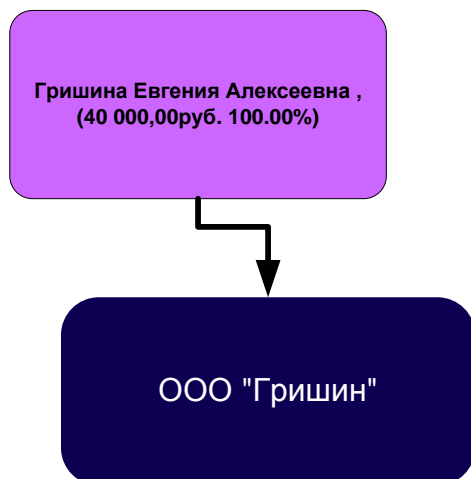 Гришина Евгения Алексеевна ,
(40 000,00руб. 100.00%)
ООО "Гришин"